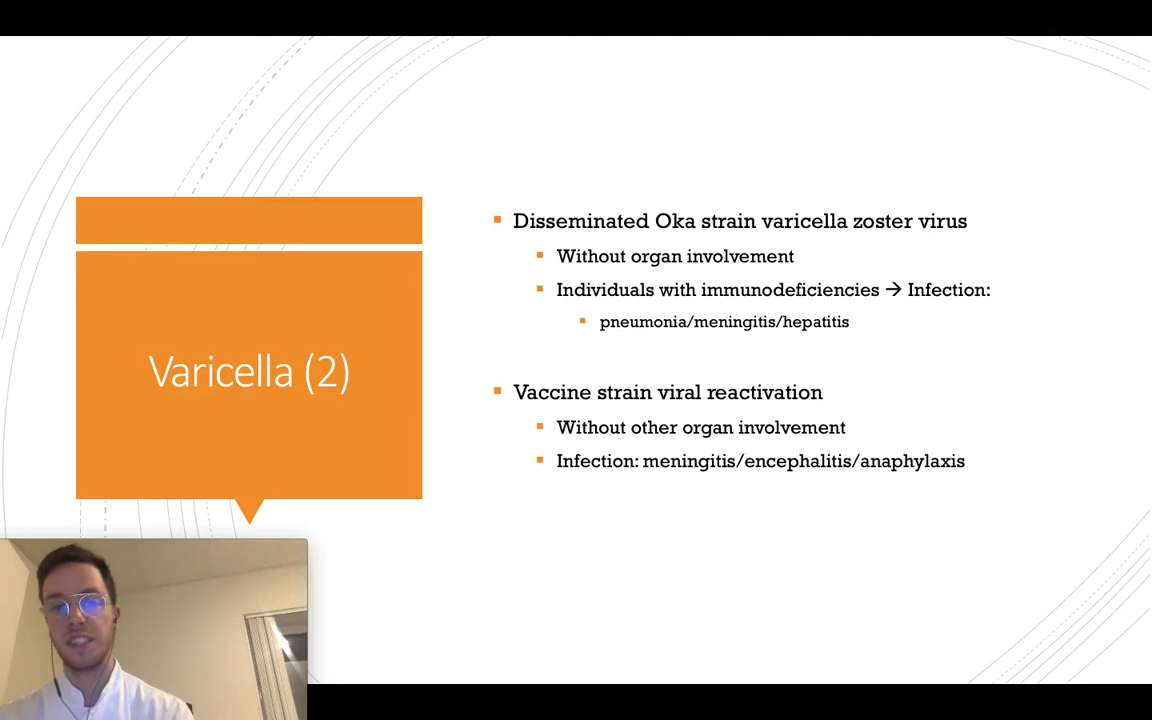 Varicella (2)
Disseminated Oka strain varicella zoster virus
Without organ involvement
Individuals with immunodeficiencies → Infection:
pneumonia/meningitis/hepatitis
Vaccine strain viral reactivation
Without other organ involvement
Infection: meningitis/encephalitis/anaphylaxis